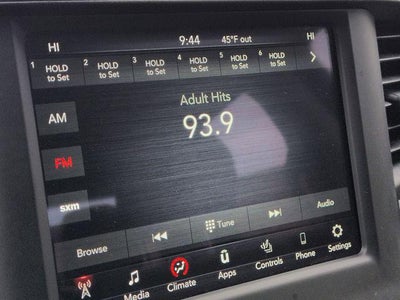 HI 9:44 45°F out HI
1 HOLD to Set 2 HOLD to Set 3 HOLD to Set 4 HOLD to Set 5 HOLD to Set 6 HOLD to Set
AM
Adult Hits
93.9
FM
sxm
Browse Tune Audio
A Media Climate Apps Controls Phone Settings